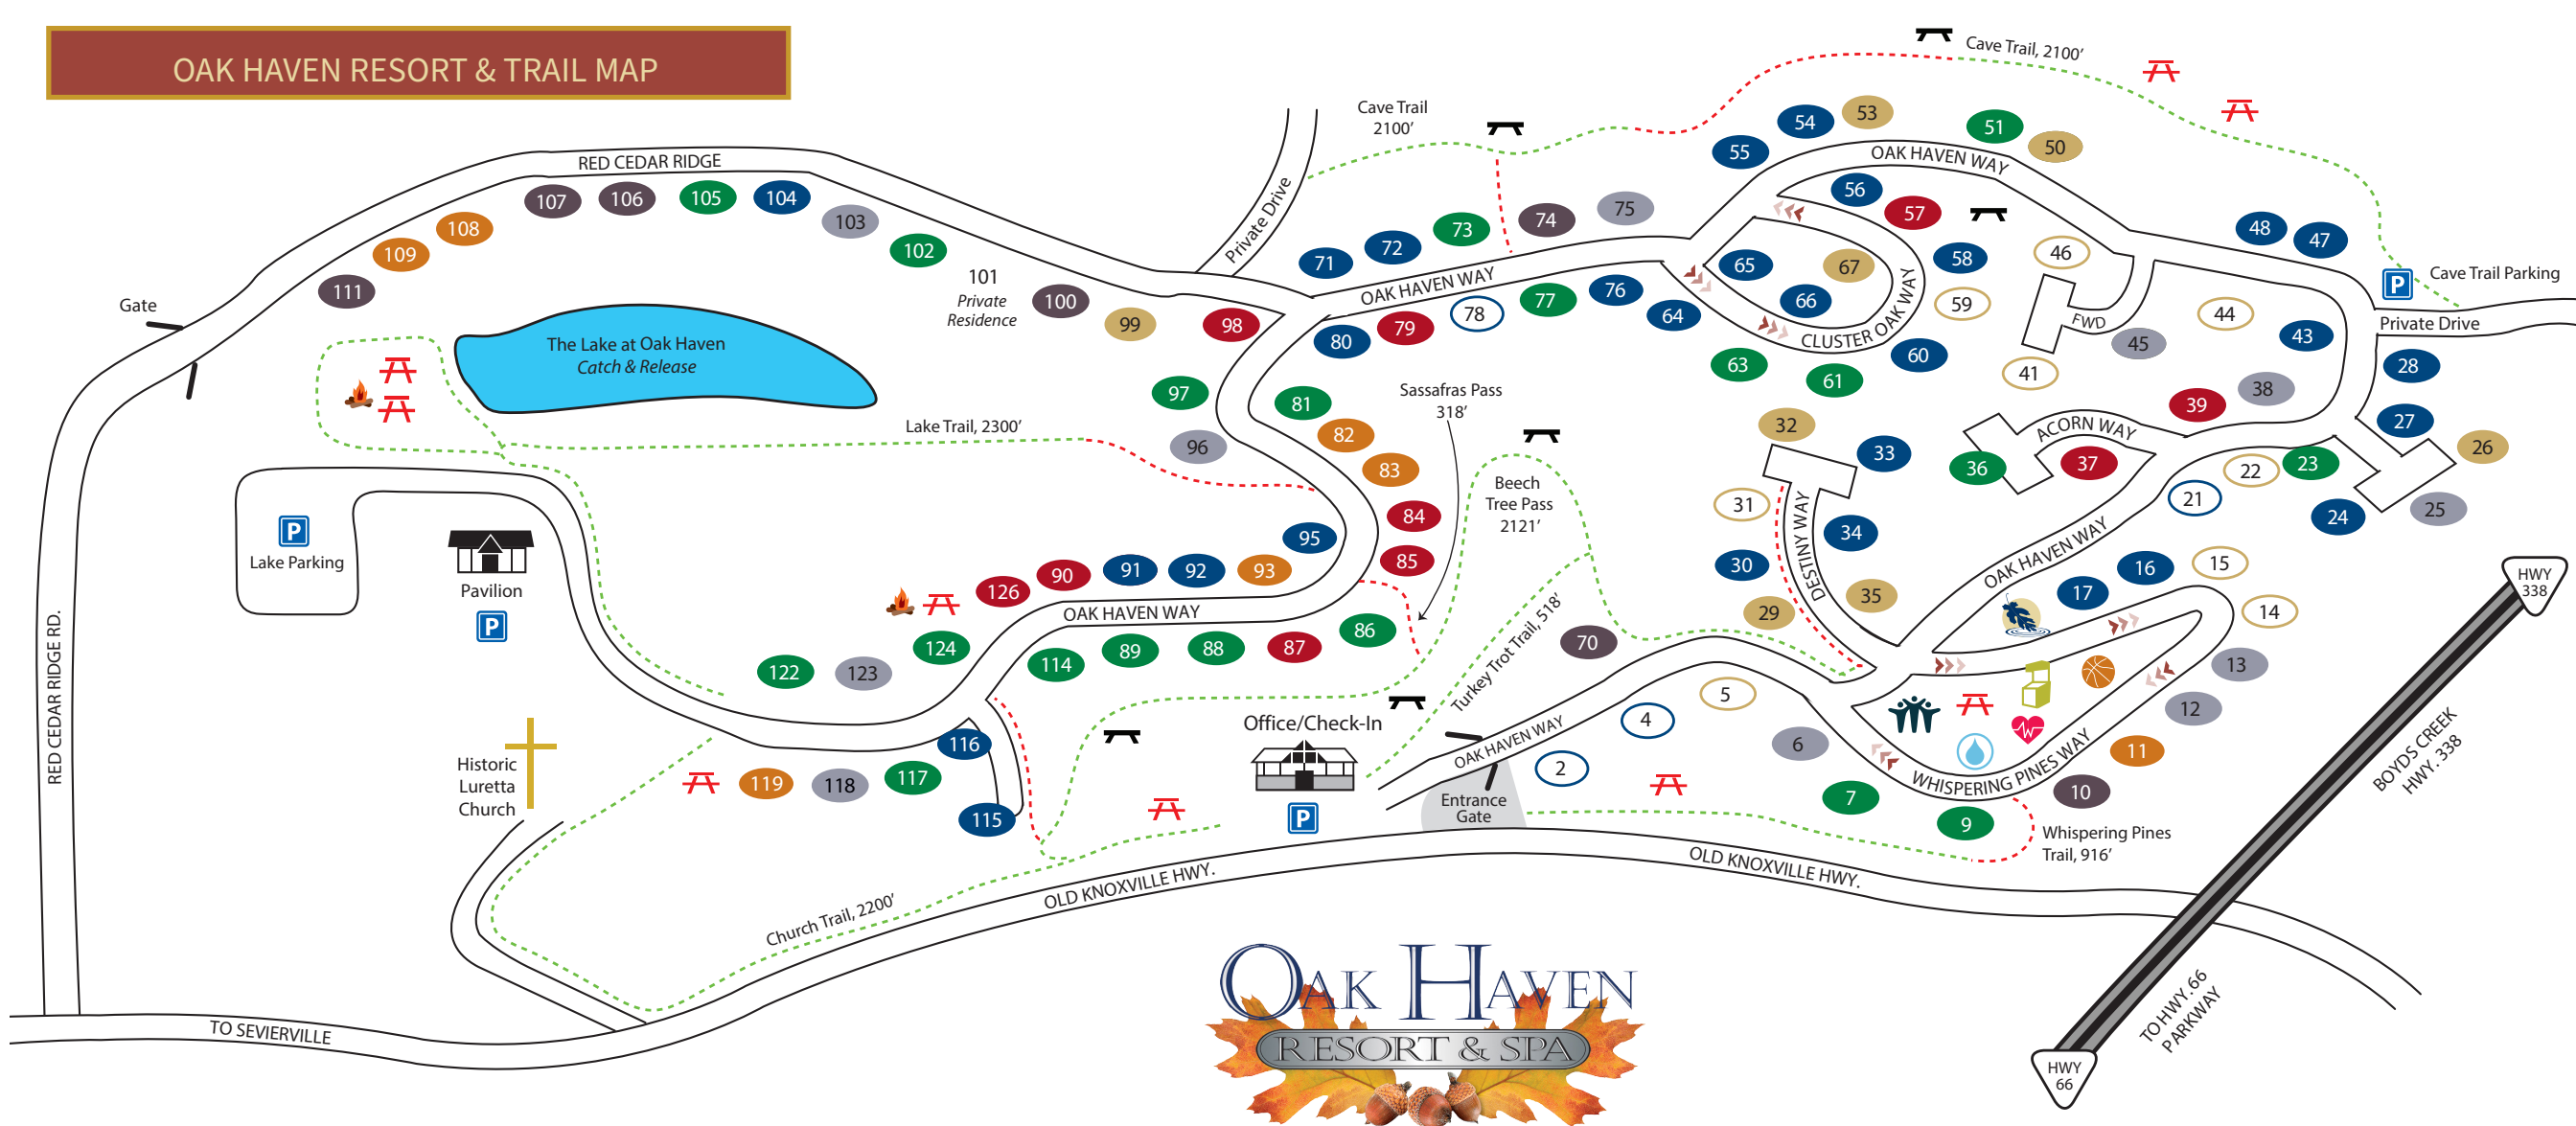 OAK HAVEN RESORT & TRAIL MAP
Cave Trail, 2100’
Cave Trail
2100’
53
54
51
55
50
OAK HAVEN WAY
RED CEDAR RIDGE
107
106
105
104
103
108
102
109
111
101
Private
Residence
100
99
98
Private Drive
71
72
73
74
75
OAK HAVEN WAY
56
57
58
59
65
67
66
CLUSTER OAK WAY
60
64
76
77
78
79
80
63
61
46
FWD
45
41
44
43
48
47
Cave Trail Parking
P
Private Drive
28
27
26
25
24
38
39
ACORN WAY
36
37
23
22
21
Gate
The Lake at Oak Haven
Catch & Release
Lake Trail, 2300’
97
96
81
82
83
84
85
Sassafras Pass
318’
Beech
Tree Pass
2121’
32
33
31
34
30
DESTINY WAY
35
29
OAK HAVEN WAY
16
15
17
14
13
12
11
10
9
7
6
WHISPERING PINES WAY
Whispering Pines
Trail, 916’
P
Lake Parking
Pavilion
P
95
93
92
91
90
126
OAK HAVEN WAY
86
87
88
89
114
124
123
122
Turkey Trot Trail, 518’
70
5
4
2
OAK HAVEN WAY
Entrance
Gate
Office/Check-In
P
116
115
117
118
119
Historic
Luretta
Church
RED CEDAR RIDGE RD.
Church Trail, 2200’
OLD KNOXVILLE HWY.
OLD KNOXVILLE HWY.
TO SEVIERVILLE
HWY
338
BOYDS CREEK
HWY. 338
TO HWY. 66
PARKWAY
HWY
66
OAK HAVEN
RESORT & SPA